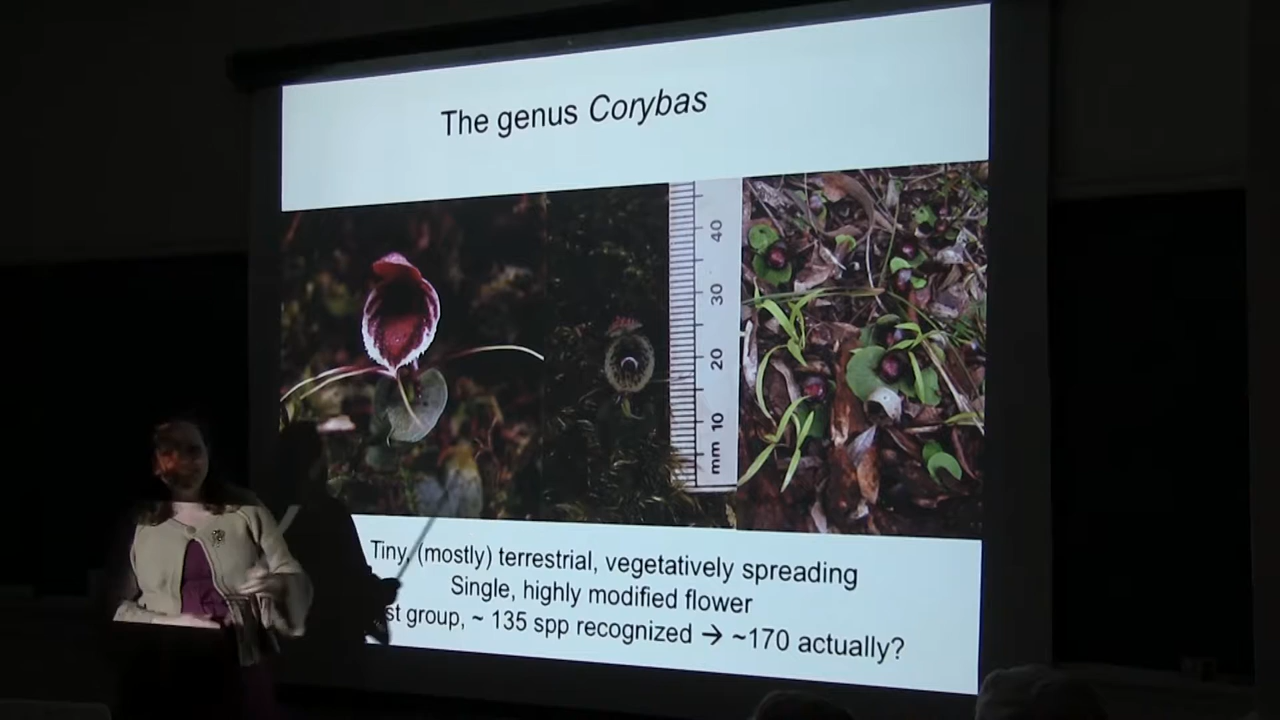 The genus Corybas
40
30
20
mm 10
Tiny, (mostly) terrestrial, vegetatively spreading
Single, highly modified flower
group, ~ 135 spp recognized → ~170 actually?